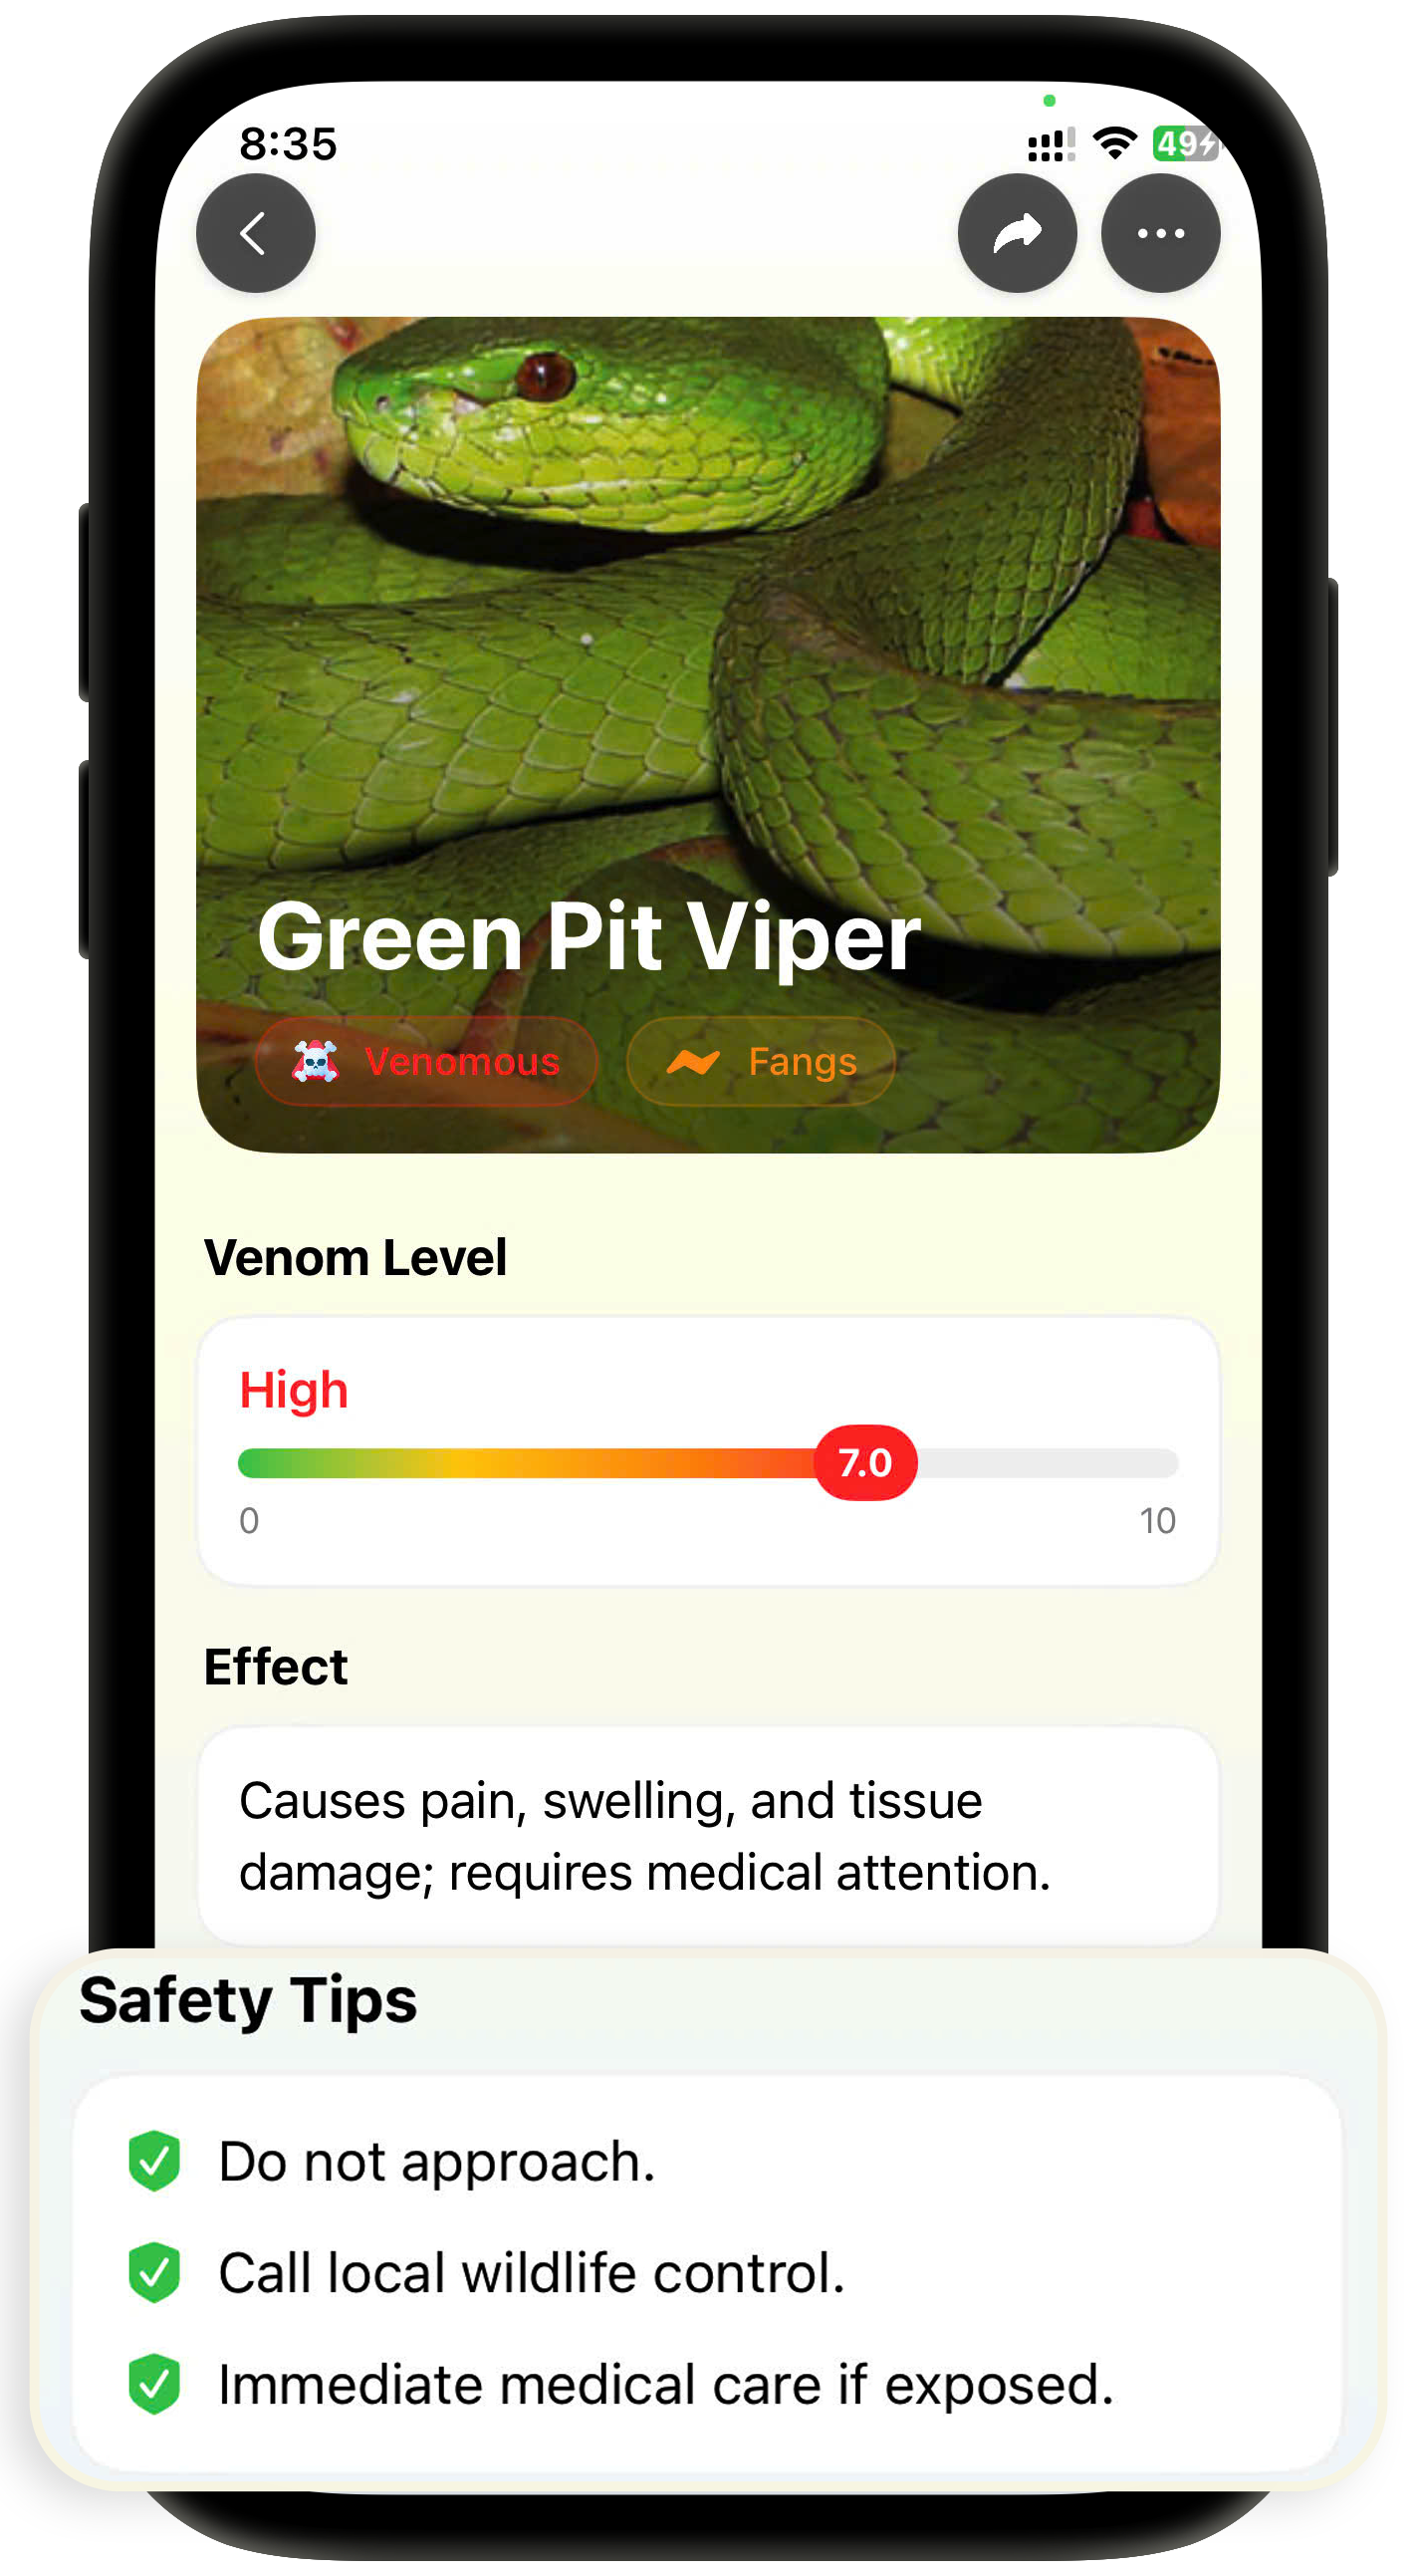 8:35
49
Green Pit Viper
Venomous
Fangs
Venom Level
High
7.0
0
10
Effect
Causes pain, swelling, and tissue
damage; requires medical attention.
Safety Tips
Do not approach.
Call local wildlife control.
Immediate medical care if exposed.